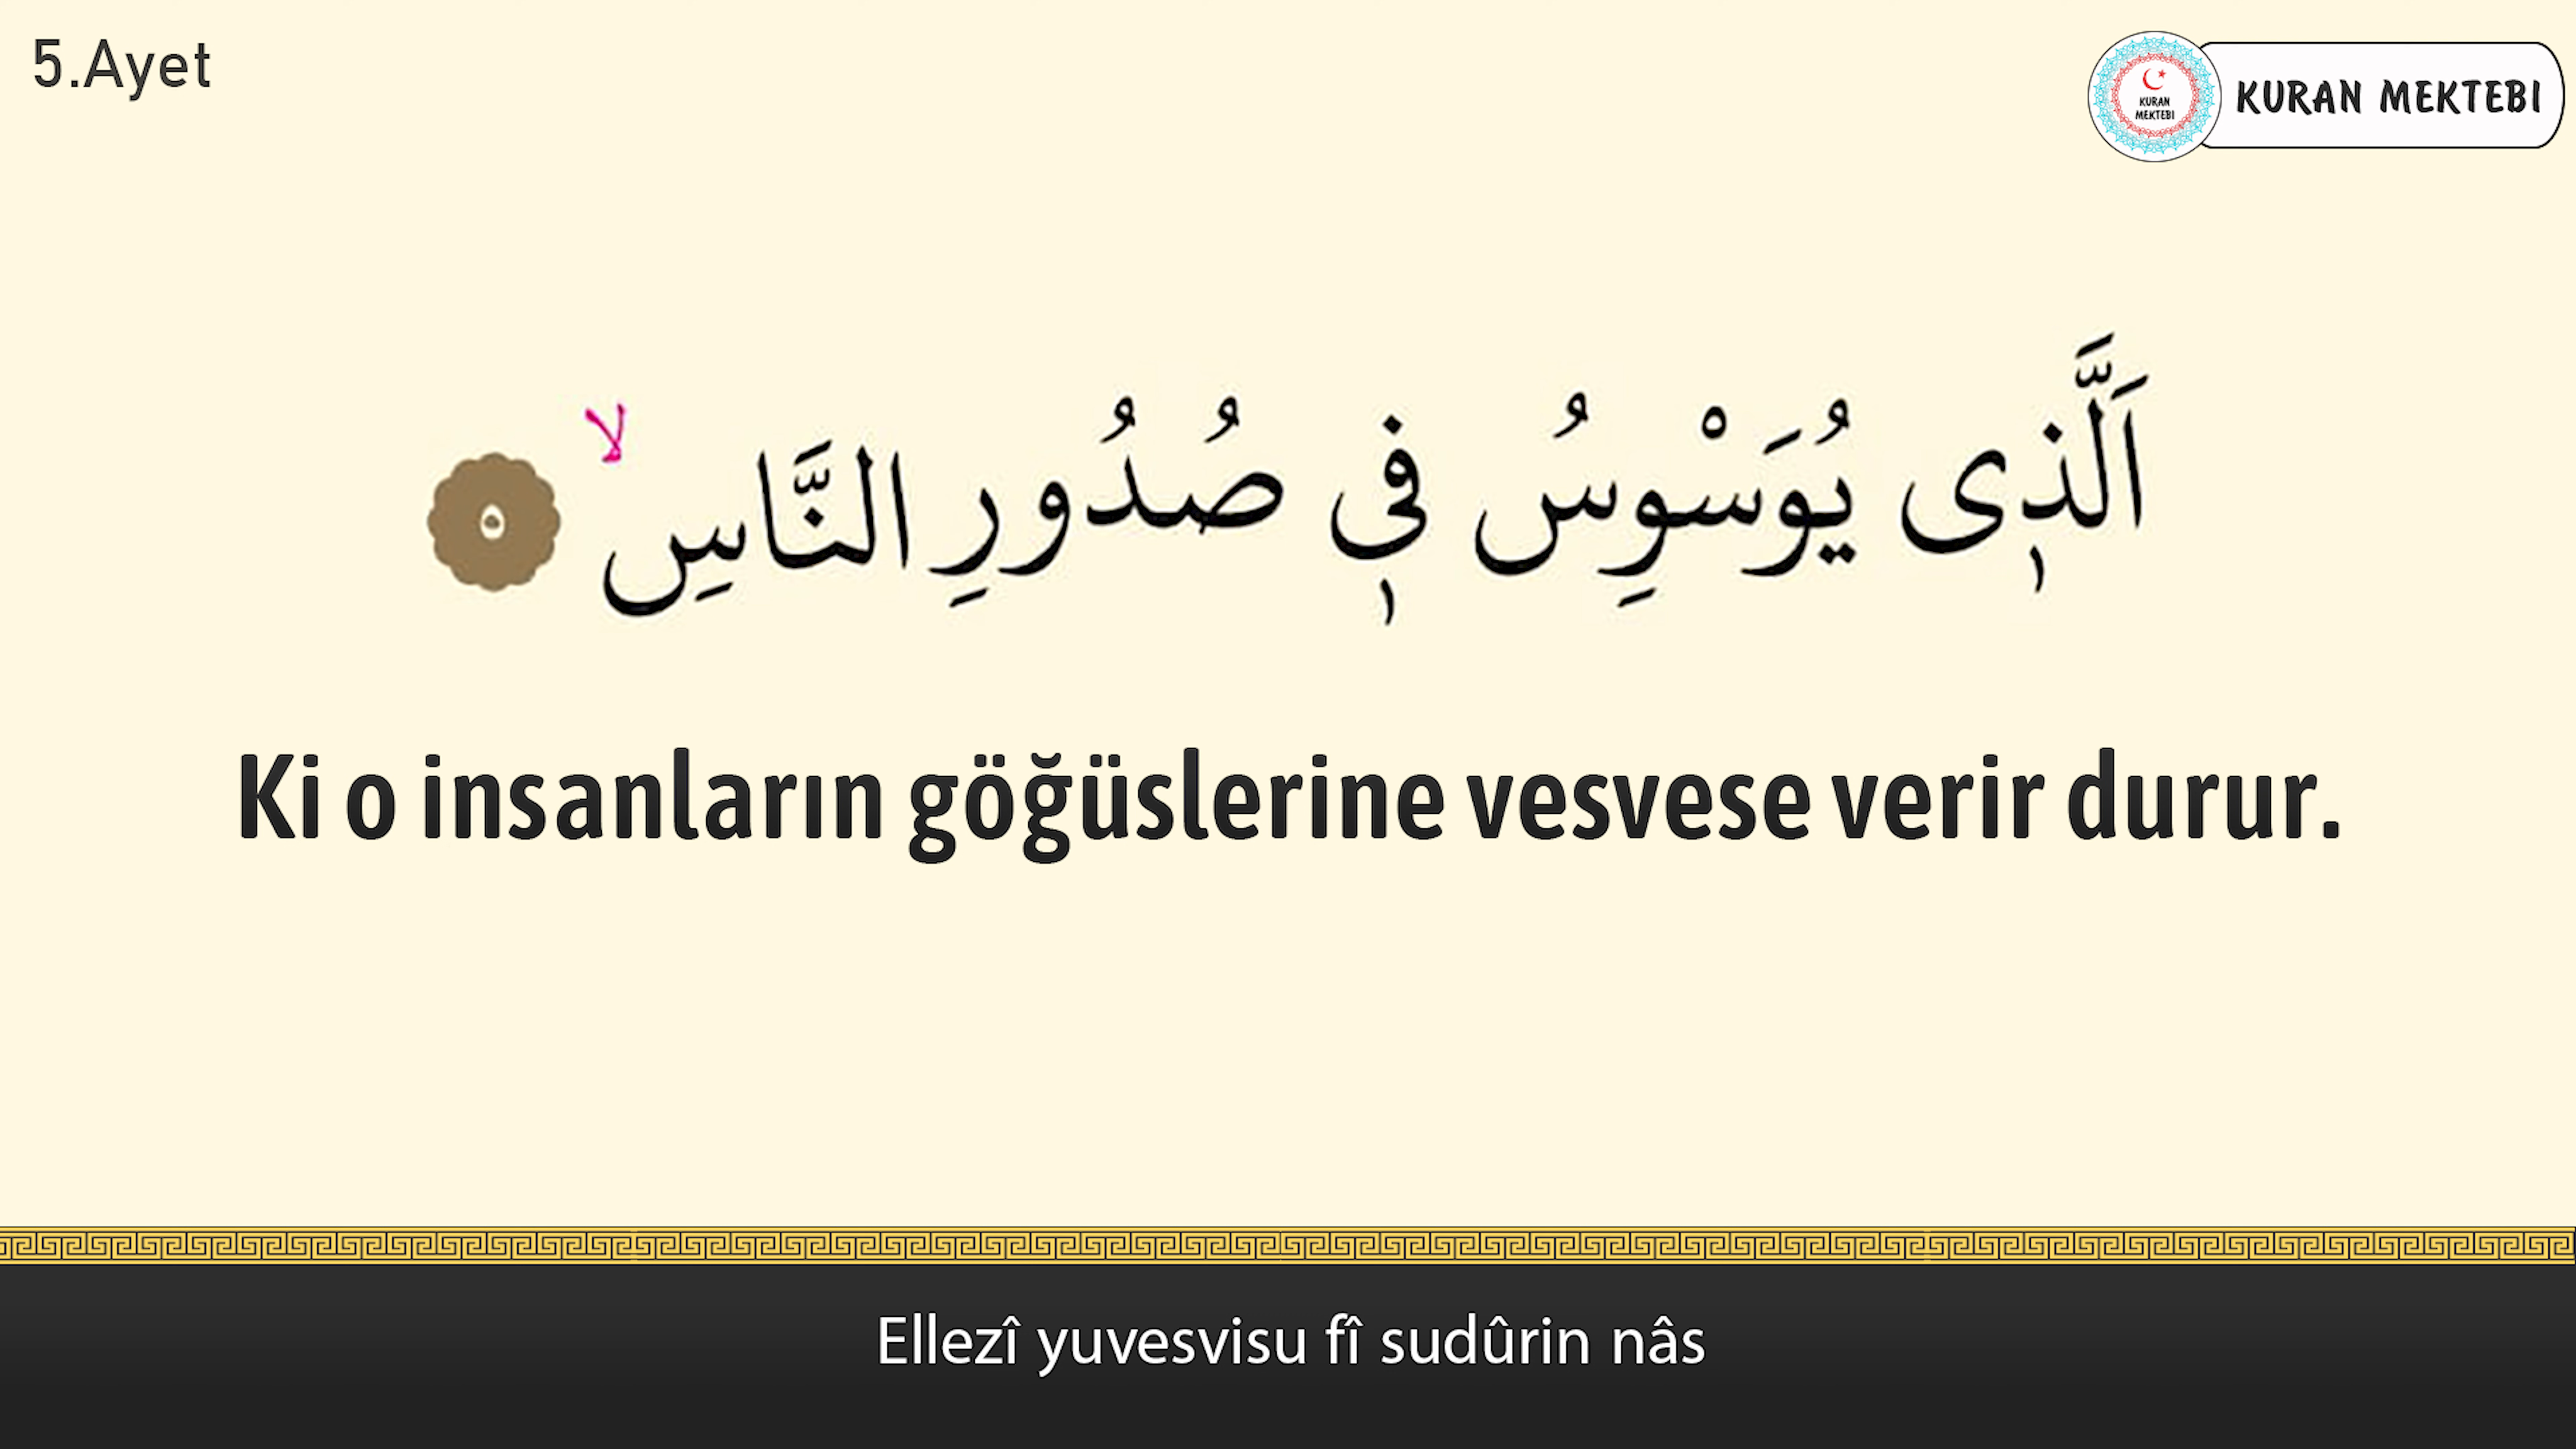 5.Ayet
KURAN
MEKTEBI
KURAN MEKTEBI
اَلَّذٖى يُوَسْوِسُ فٖى صُدُورِ النَّاسِ ۙ ﴿٥﴾
Ki o insanların göğüslerine vesvese verir durur.
Ellezî yuvesvisu fî sudûrin nâs